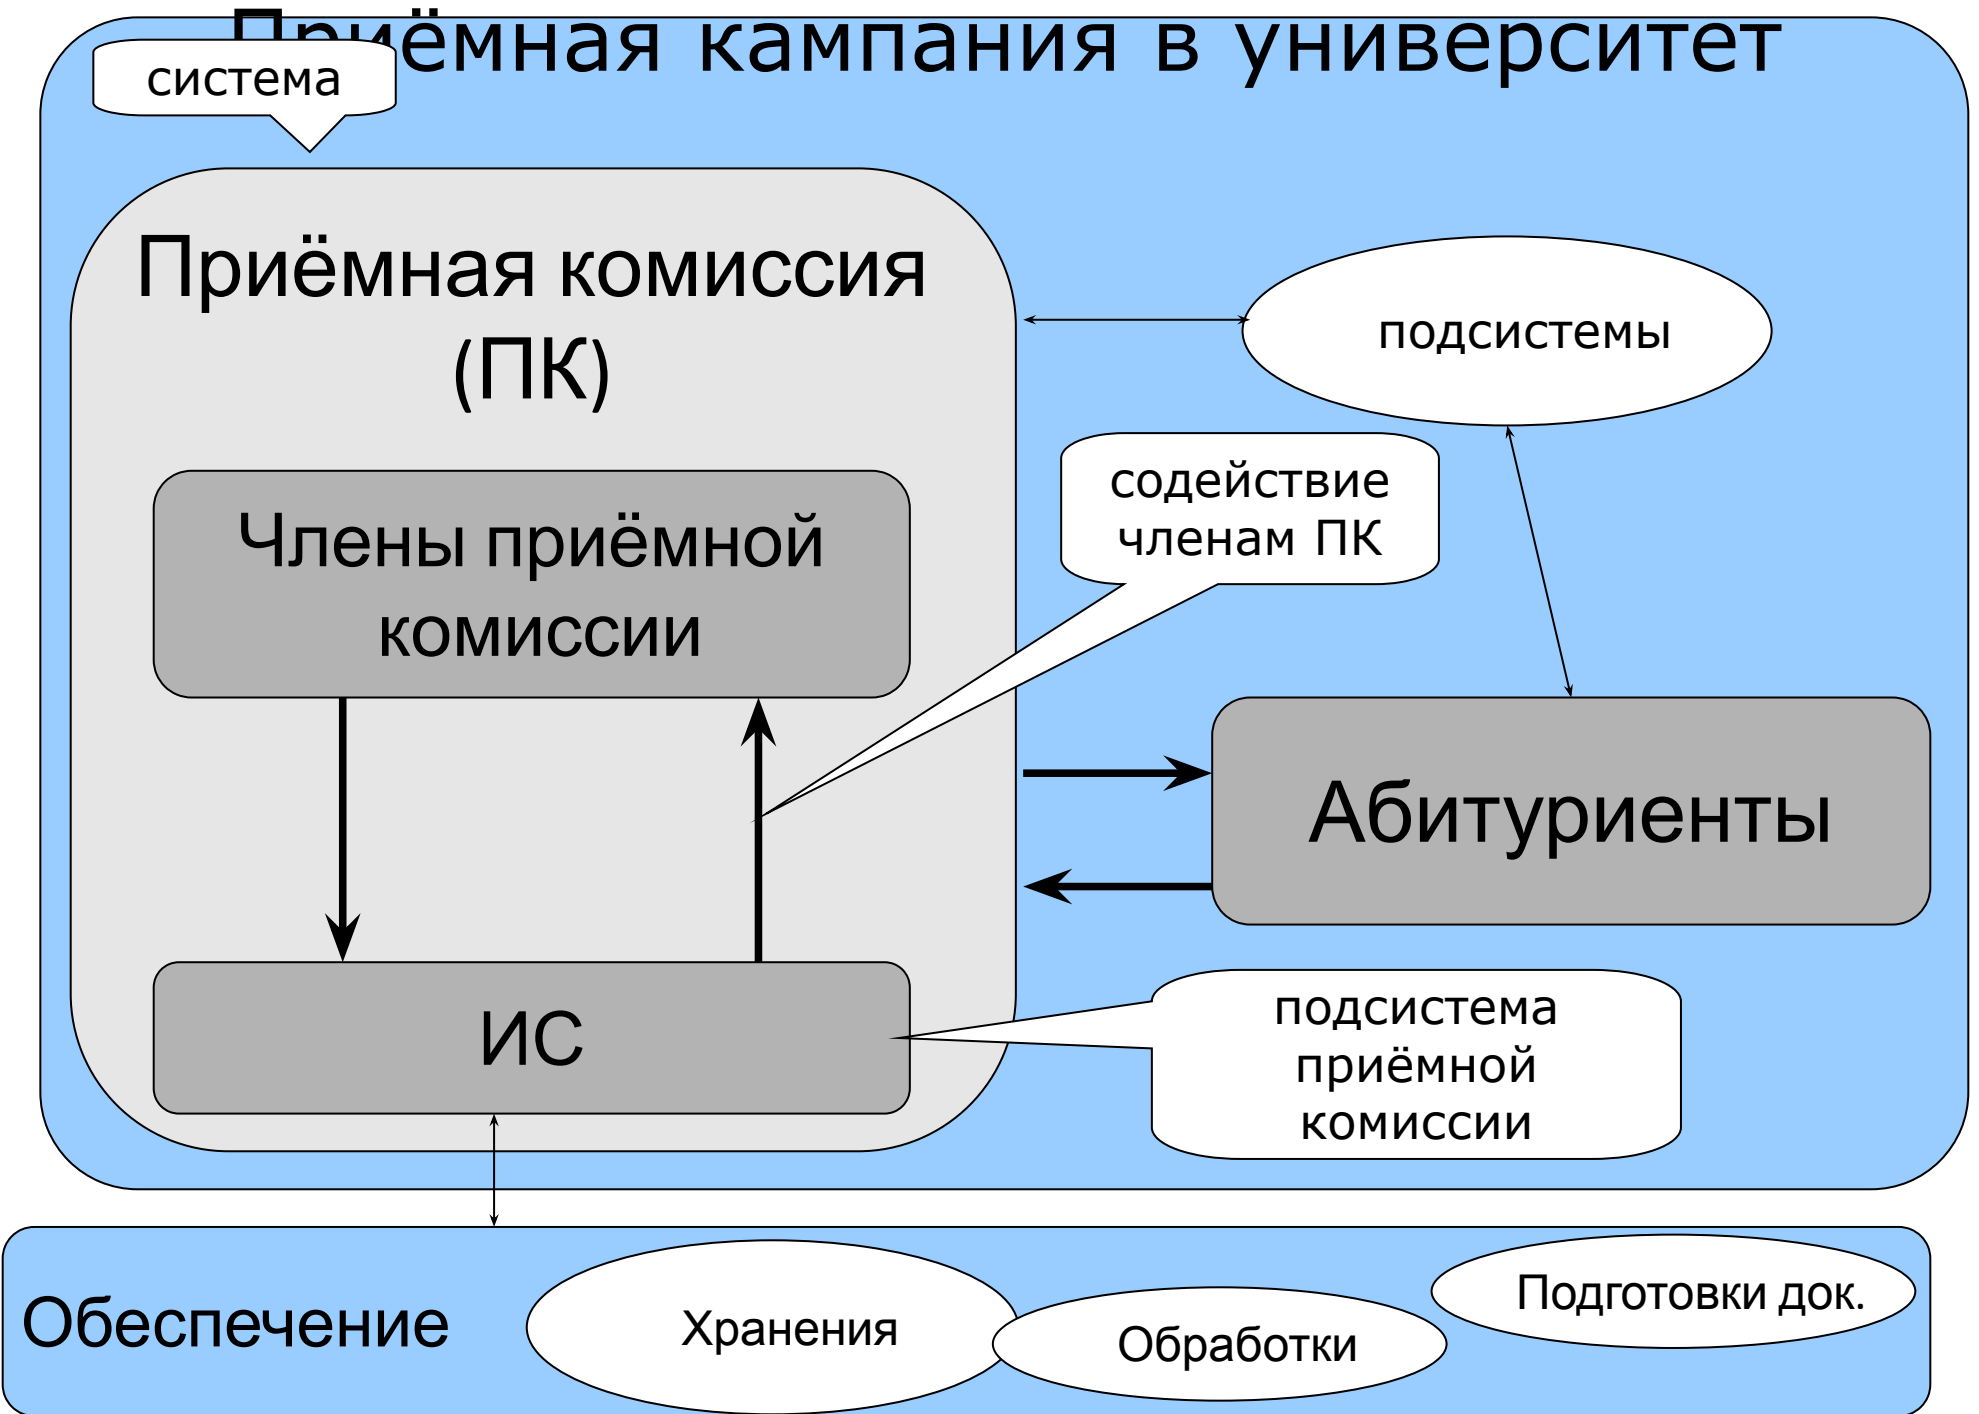 Приёмная кампания в университет
система
Приёмная комиссия
(ПК)
подсистемы
содействие
членам ПК
Члены приёмной
комиссии
Абитуриенты
ИС
подсистема
приёмной
комиссии
Обеспечение
Хранения
Обработки
Подготовки док.